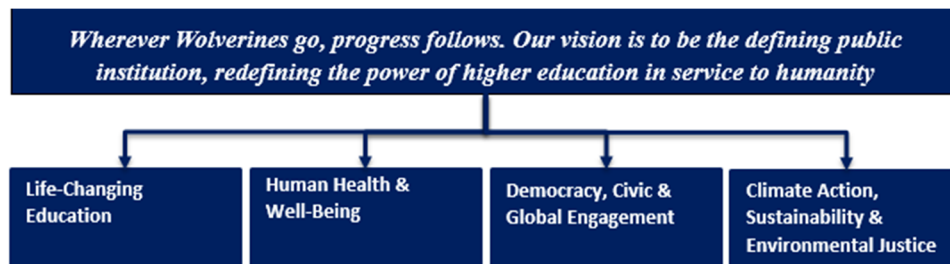 Wherever Wolverines go, progress follows. Our vision is to be the defining public
institution, redefining the power of higher education in service to humanity
Life-Changing
Education
Human Health &
Well-Being
Democracy, Civic &
Global Engagement
Climate Action,
Sustainability &
Environmental Justice